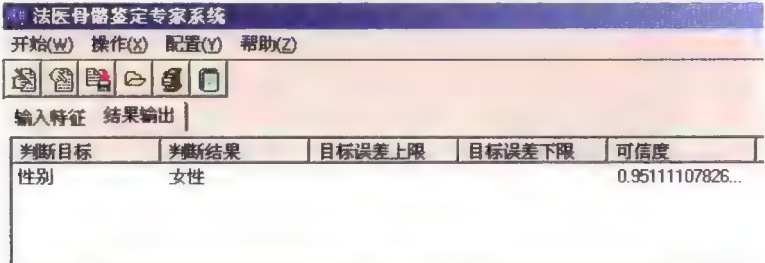 法医骨骼鉴定专家系统
开始(W) 操作(X) 配置(Y) 帮助(Z)
输入特征 结果输出
判断目标 判断结果 目标误差上限 目标误差下限 可信度
性别 女性 0.95111107826...